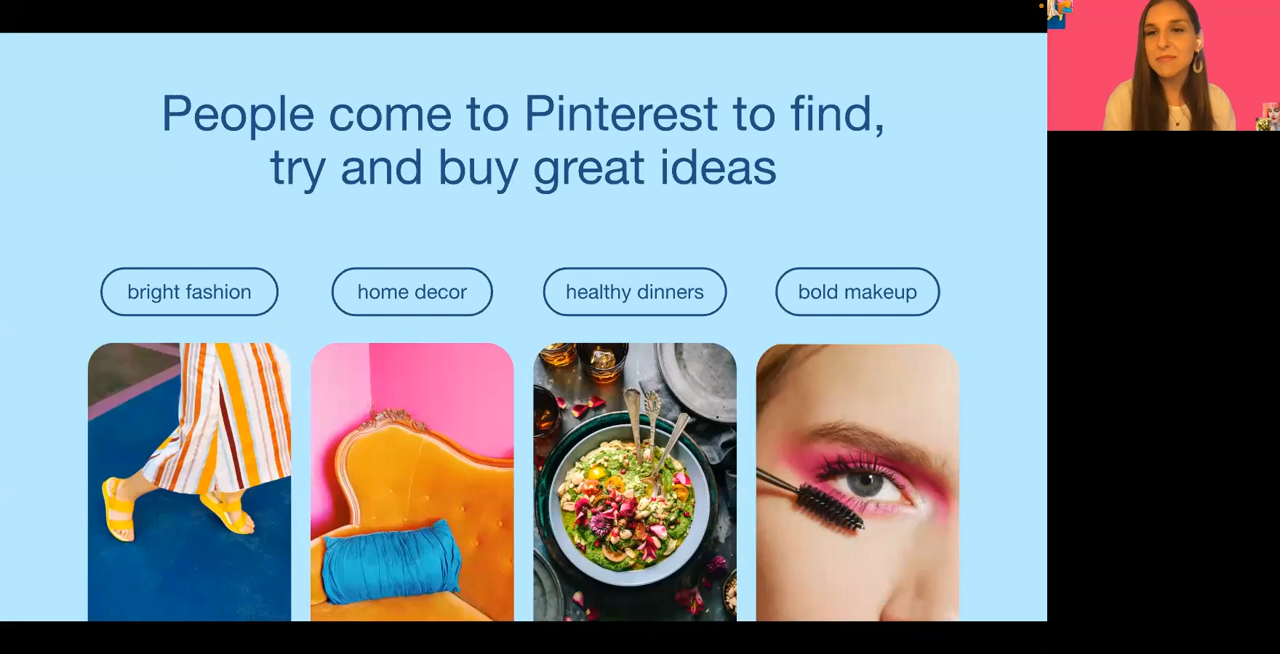 People come to Pinterest to find,
try and buy great ideas
bright fashion
home decor
healthy dinners
bold makeup